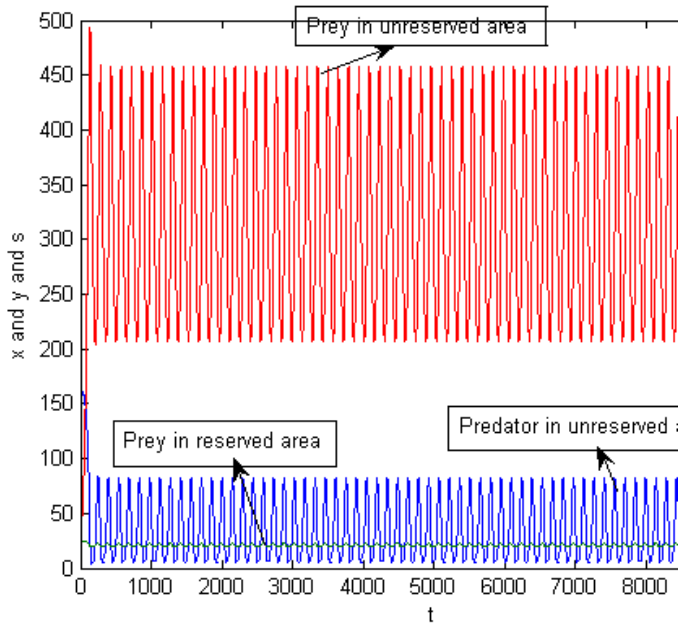 Prey in unreserved area
500
450
400
350
300
250
200
150
100
50
0
x and y and s
Prey in reserved area
Predator in unreserved a
0 1000 2000 3000 4000 5000 6000 7000 8000
t